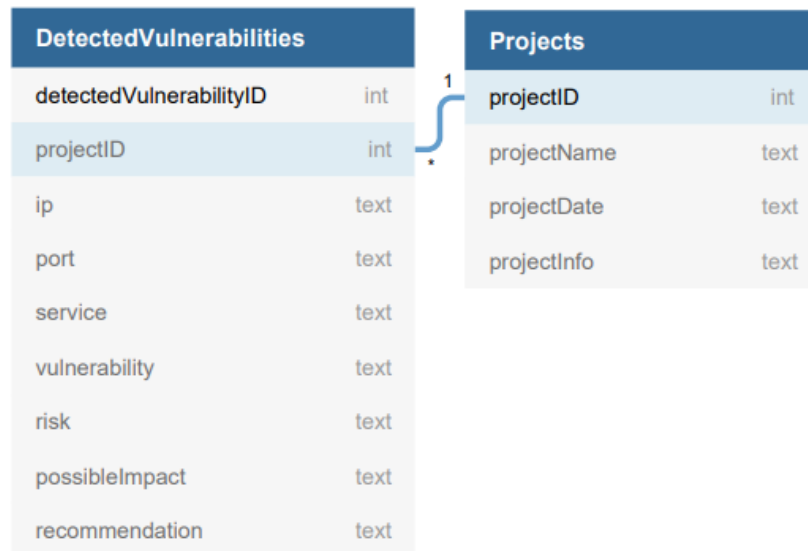 DetectedVulnerabilities
detectedVulnerabilityID int
projectID int
ip text
port text
service text
vulnerability text
risk text
possibleImpact text
recommendation text
1
*
Projects
projectID int
projectName text
projectDate text
projectInfo text